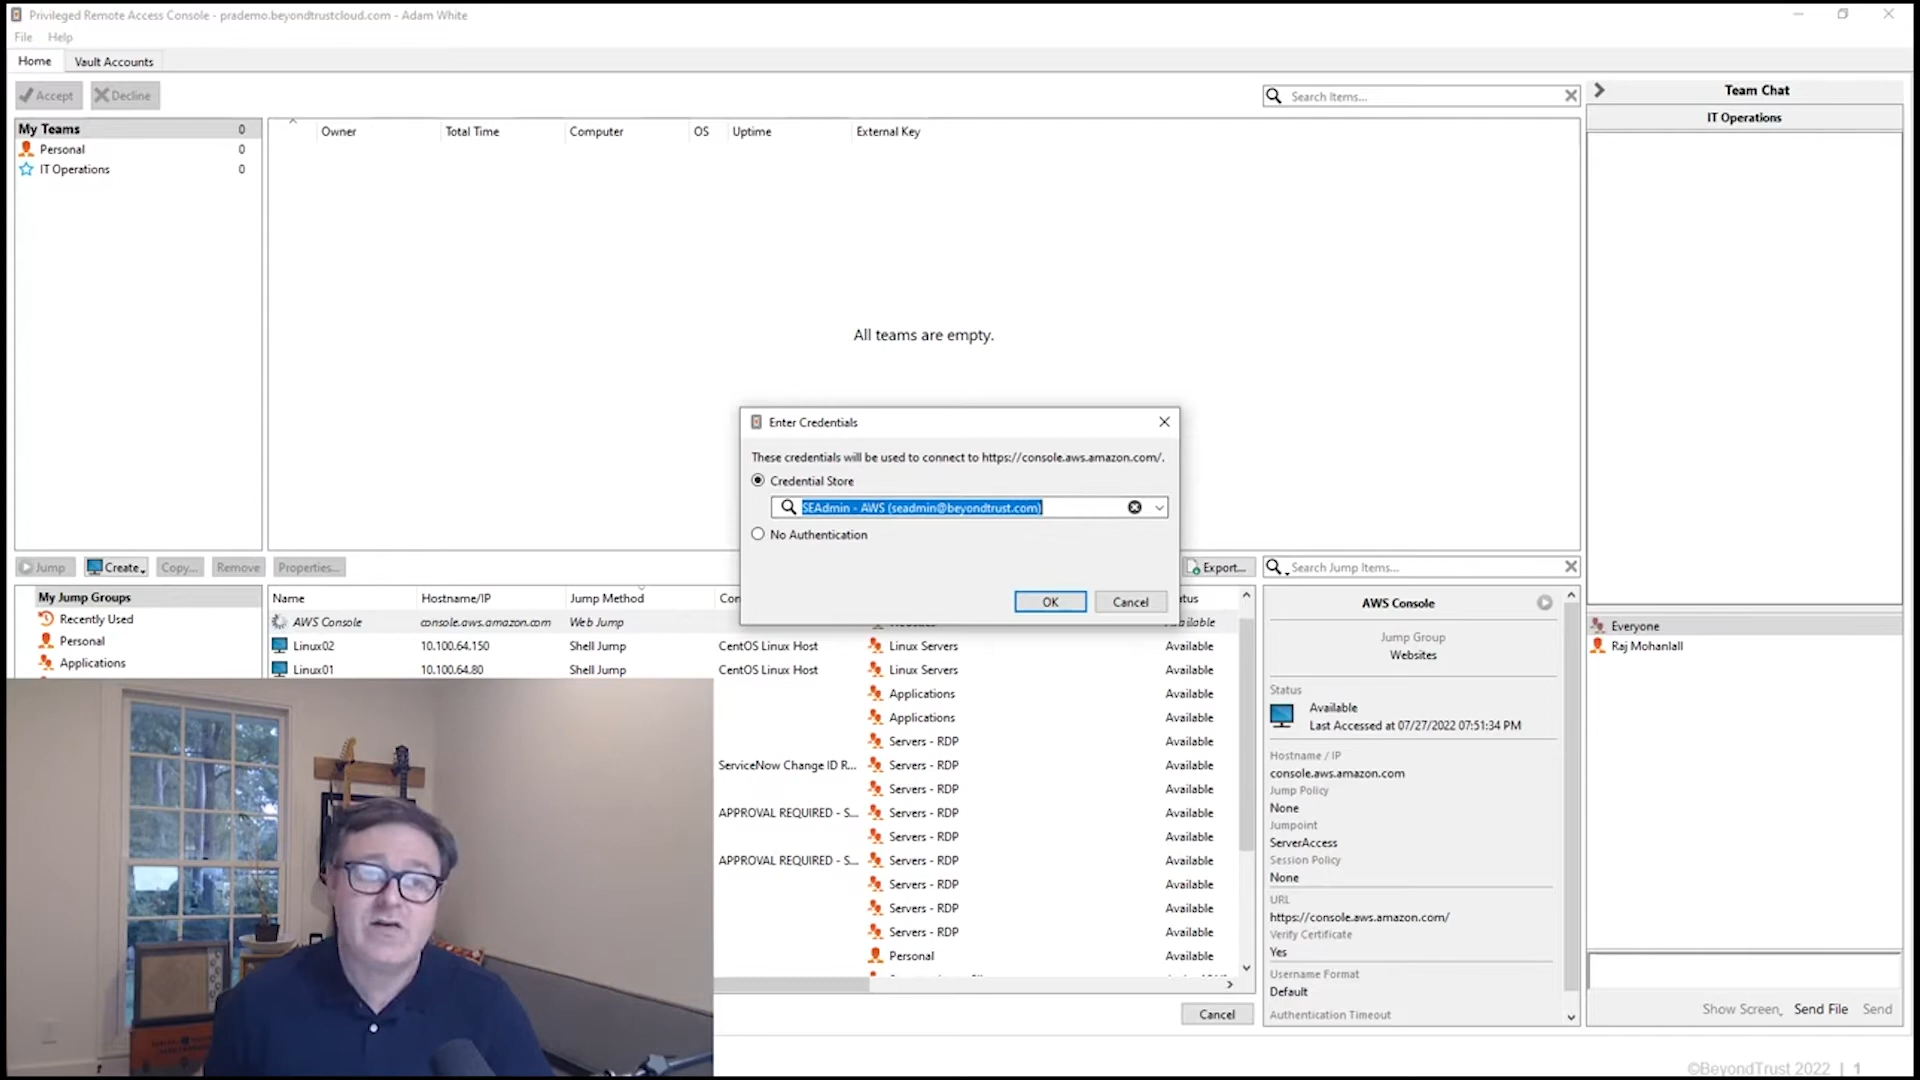 Privileged Remote Access Console - prademo.beyondtrustcloud.com - Adam White
File Help
Home Vault Accounts
Accept Decline
Search Items...
Team Chat
IT Operations
My Teams 0
Personal 0
IT Operations 0
Owner Total Time Computer OS Uptime External Key
All teams are empty.
Enter Credentials
These credentials will be used to connect to https://console.aws.amazon.com/.
Credential Store
SEAdmin - AWS (seadmin@beyondtrust.com)
No Authentication
OK Cancel
Jump Create Copy... Remove Properties... Export... Search Jump Items...
My Jump Groups
Recently Used
Personal
Applications
Name Hostname/IP Jump Method
AWS Console console.aws.amazon.com Web Jump
Linux02 10.100.64.150 Shell Jump CentOS Linux Host Linux Servers Available
Linux01 10.100.64.80 Shell Jump CentOS Linux Host Linux Servers Available
Applications Available
Applications Available
Servers - RDP Available
ServiceNow Change ID R... Servers - RDP Available
Servers - RDP Available
APPROVAL REQUIRED - S... Servers - RDP Available
Servers - RDP Available
APPROVAL REQUIRED - S... Servers - RDP Available
Servers - RDP Available
Servers - RDP Available
Servers - RDP Available
Personal Available
Cancel
AWS Console
Jump Group
Websites
Status
Available
Last Accessed at 07/27/2022 07:51:34 PM
Hostname / IP
console.aws.amazon.com
Jump Policy
None
Jumpoint
ServerAccess
Session Policy
None
URL
https://console.aws.amazon.com/
Verify Certificate
Yes
Username Format
Default
Authentication Timeout
Everyone
Raj Mohanlall
Show Screen Send File Send
©BeyondTrust 2022 | 1